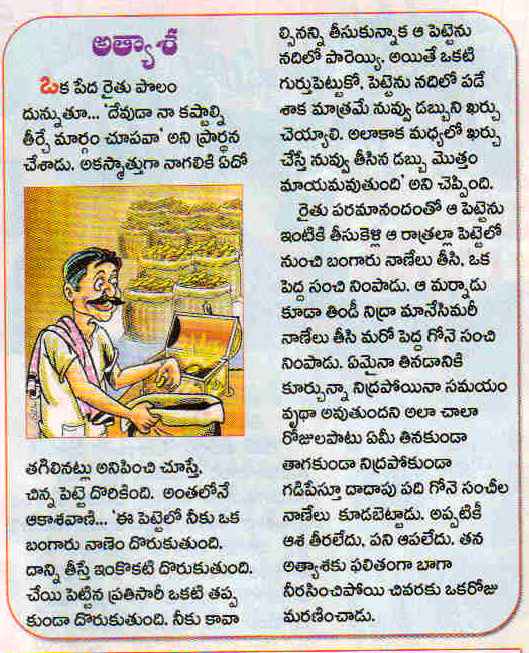 అత్యాశ
ఒక పేద రైతు పొలం
దున్నుతూ... 'దేవుడా నా కష్టాల్ని
తీర్చే మార్గం చూపవా' అని ప్రార్థన
చేశాడు. అకస్మాత్తుగా నాగలికి ఏదో
తగిలినట్లు అనిపించి చూస్తే,
చిన్న పెట్టె దొరికింది. అంతలోనే
ఆకాశవాణి... 'ఈ పెట్టెలో నీకు ఒక
బంగారు నాణెం దొరుకుతుంది.
దాన్ని తీస్తే ఇంకొకటి దొరుకుతుంది.
చేయి పెట్టిన ప్రతిసారీ ఒకటి తప్ప
కుండా దొరుకుతుంది. నీకు కావా
ల్సినన్ని తీసుకున్నాక ఆ పెట్టెను
నదిలో పారెయ్యి. అయితే ఒకటి
గుర్తుపెట్టుకో, పెట్టెను నదిలో పడే
శాక మాత్రమే నువ్వు డబ్బుని ఖర్చు
చెయ్యాలి. అలాకాక మధ్యలో ఖర్చు
చేస్తే నువ్వు తీసిన డబ్బు మొత్తం
మాయమవుతుంది' అని చెప్పింది.
రైతు పరమానందంతో ఆ పెట్టెను
ఇంటికి తీసుకెళ్లి ఆ రాత్రల్లా పెట్టెలో
నుంచి బంగారు నాణేలు తీసి, ఒక
పెద్ద సంచి నింపాడు. ఆ మర్నాడు
కూడా తిండీ నిద్రా మానేసిమరీ
నాణేలు తీసి మరో పెద్ద గోనె సంచి
నింపాడు. ఏమైనా తినడానికి
కూర్చున్నా నిద్రపోయినా సమయం
వృథా అవుతుందని అలా చాలా
రోజులపాటు ఏమీ తినకుండా
తాగకుండా నిద్రపోకుండా
గడిపేస్తూ దాదాపు పది గోనె సంచీల
నాణేలు కూడబెట్టాడు. అప్పటికీ
ఆశ తీరలేదు, పని ఆపలేదు. తన
అత్యాశకు ఫలితంగా బాగా
నీరసించిపోయి చివరకు ఒకరోజు
మరణించాడు.